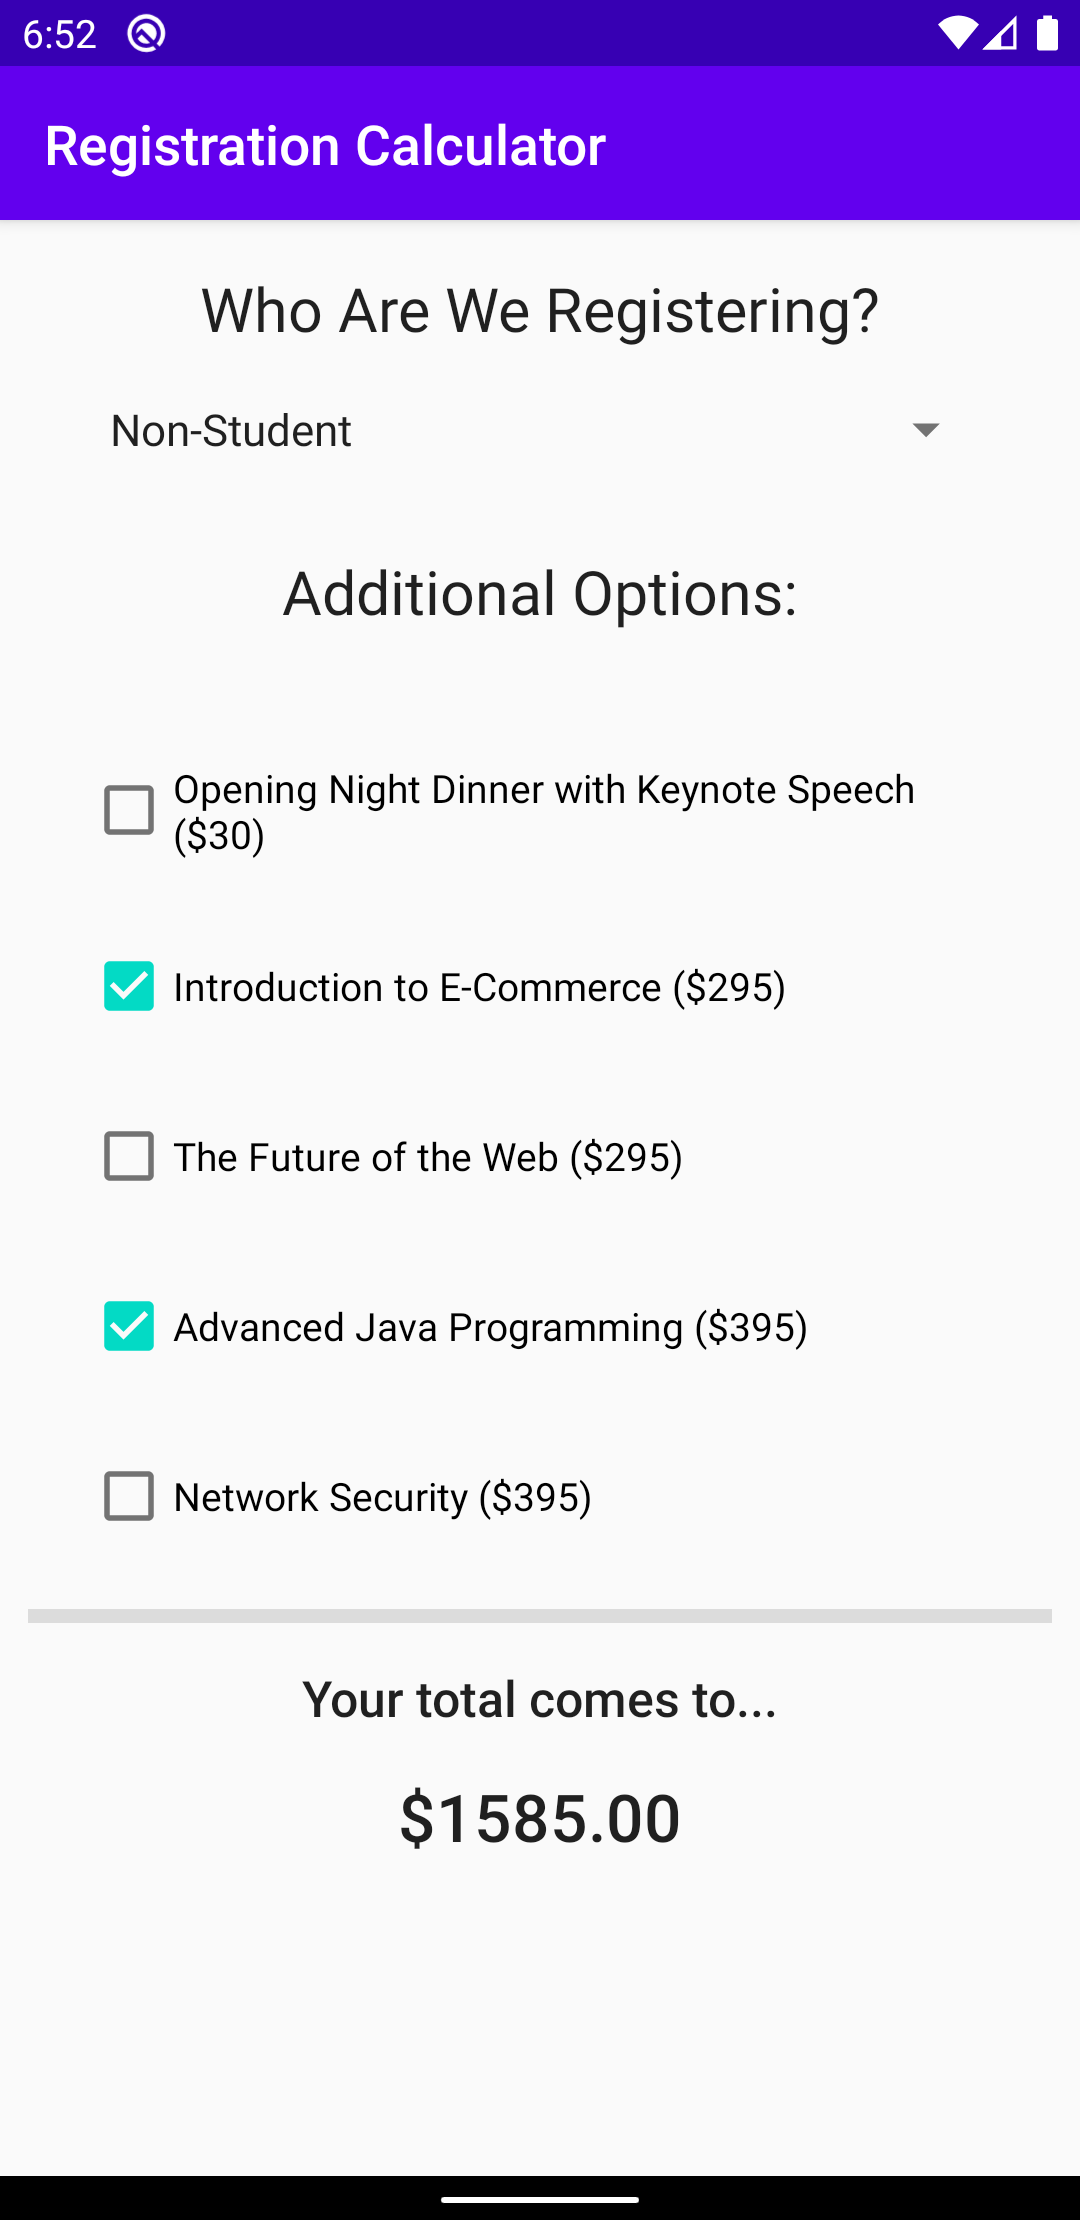 6:52
Registration Calculator
Who Are We Registering?
Non-Student
Additional Options:
Opening Night Dinner with Keynote Speech
($30)
Introduction to E-Commerce ($295)
The Future of the Web ($295)
Advanced Java Programming ($395)
Network Security ($395)
Your total comes to...
$1585.00